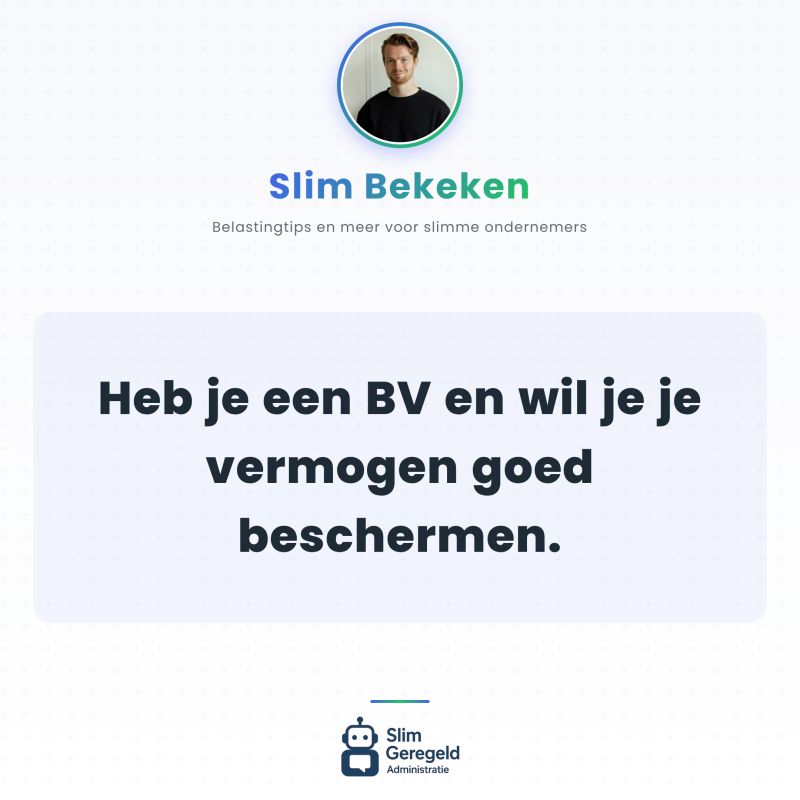 Slim Bekeken
Belastingtips en meer voor slimme ondernemers
Heb je een BV en wil je je
vermogen goed
beschermen.
Slim
Geregeld
Administratie